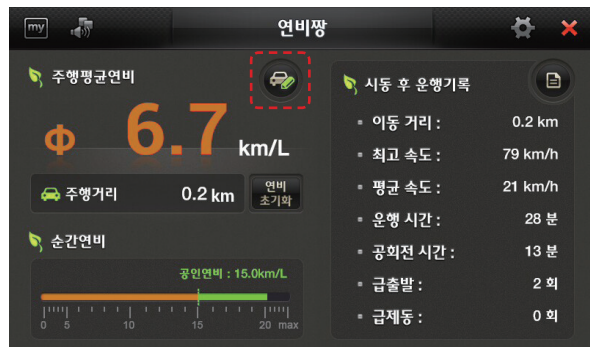 my
연비짱
주행평균연비
Φ 6.7 km/L
주행거리 0.2 km
연비
초기화
순간연비
공인연비 : 15.0km/L
0 5 10 15 20 max
시동 후 운행기록
이동 거리 : 0.2 km
최고 속도 : 79 km/h
평균 속도 : 21 km/h
운행 시간 : 28 분
공회전 시간 : 13 분
급출발 : 2 회
급제동 : 0 회